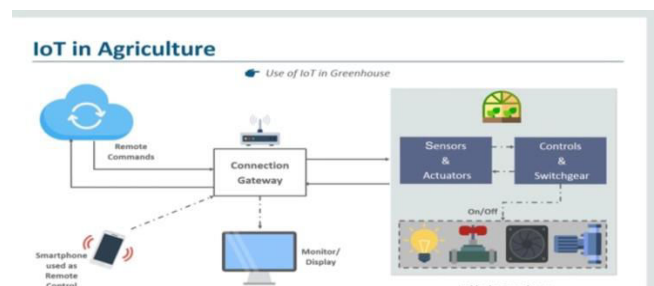 IoT in Agriculture
Use of IoT in Greenhouse
Remote
Commands
Connection
Gateway
Sensors
&
Actuators
Controls
&
Switchgear
On/Off
Smartphone
used as
Remote
Control
Monitor/
Display